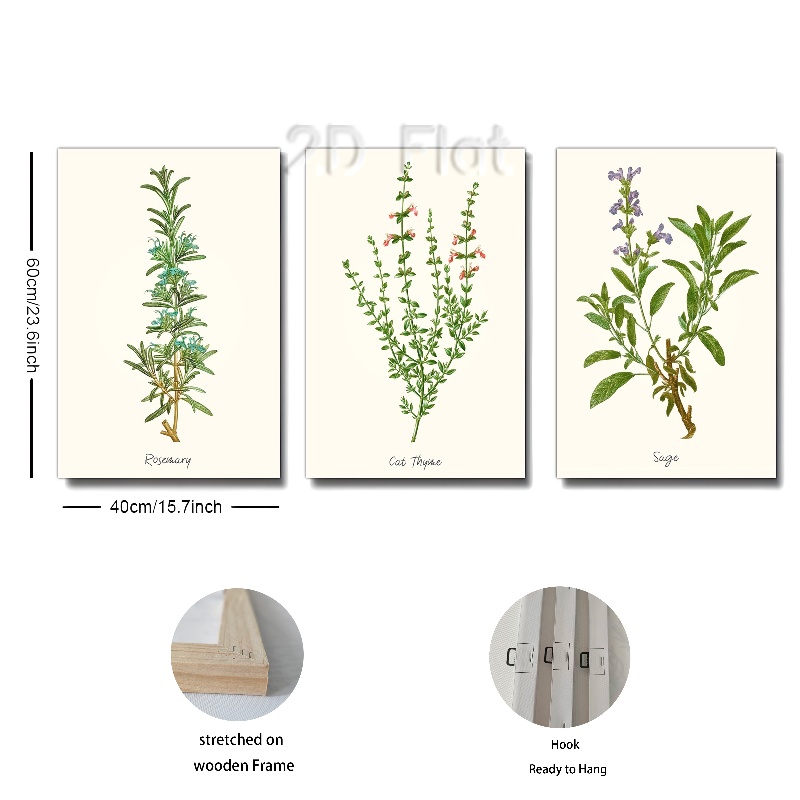 2D Flat
60cm/23.6inch
Rosemary
Cat Thyme
Sage
40cm/15.7inch
stretched on
wooden Frame
Hook
Ready to Hang